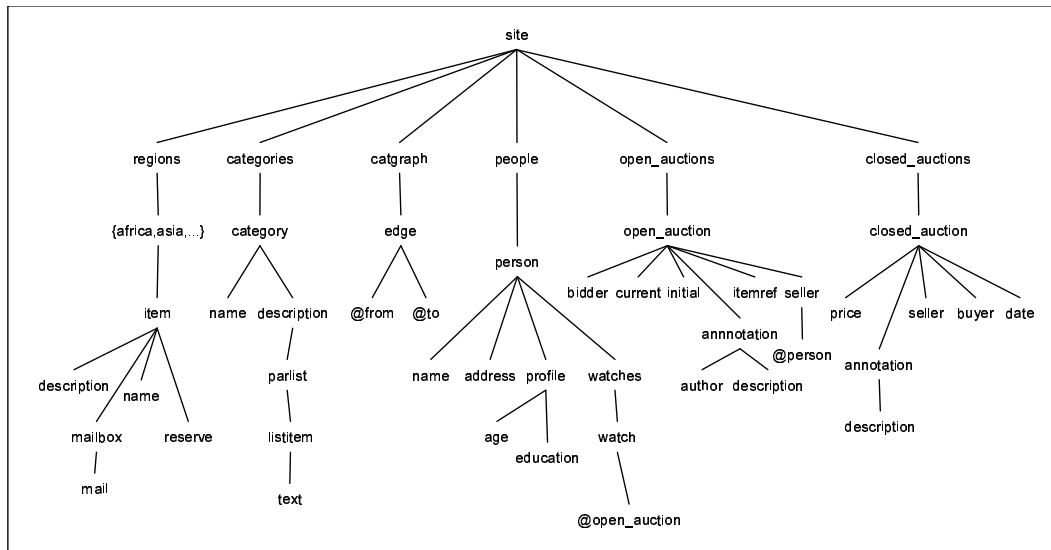 site
regions categories catgraph people open_auctions closed_auctions
{africa,asia,...} category edge open_auction closed_auction
person
bidder current initial itemref seller
item name description @from @to price seller buyer date
annnotation
@person
description name parlist name address profile watches author description annotation
mailbox reserve listitem age watch description
education
mail text
@open_auction